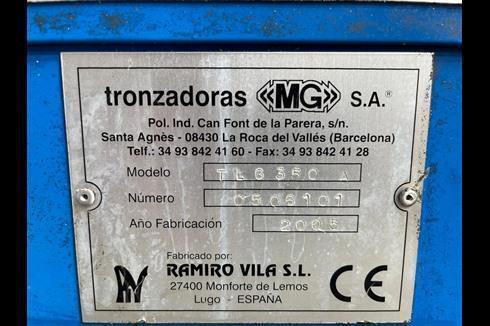 tronzadoras «MG» S.A.®
Pol. Ind. Can Font de la Parera, s/n.
Santa Agnès - 08430 La Roca del Vallés (Barcelona)
Telf.: 34 93 842 41 60 - Fax: 34 93 842 41 28
Modelo TLG350 A
Número 0506101
Año Fabricación 2005
Fabricado por:
RAMIRO VILA S.L.
27400 Monforte de Lemos
Lugo - ESPAÑA
CE